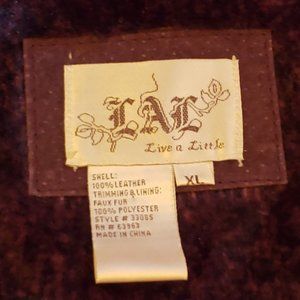 LAL
Live a Little
XL
SHELL:
100%LEATHER
TRIMMING & LINING:
FAUX FUR
100% POLYESTER
STYLE # 33085
RN # 63963
MADE IN CHINA